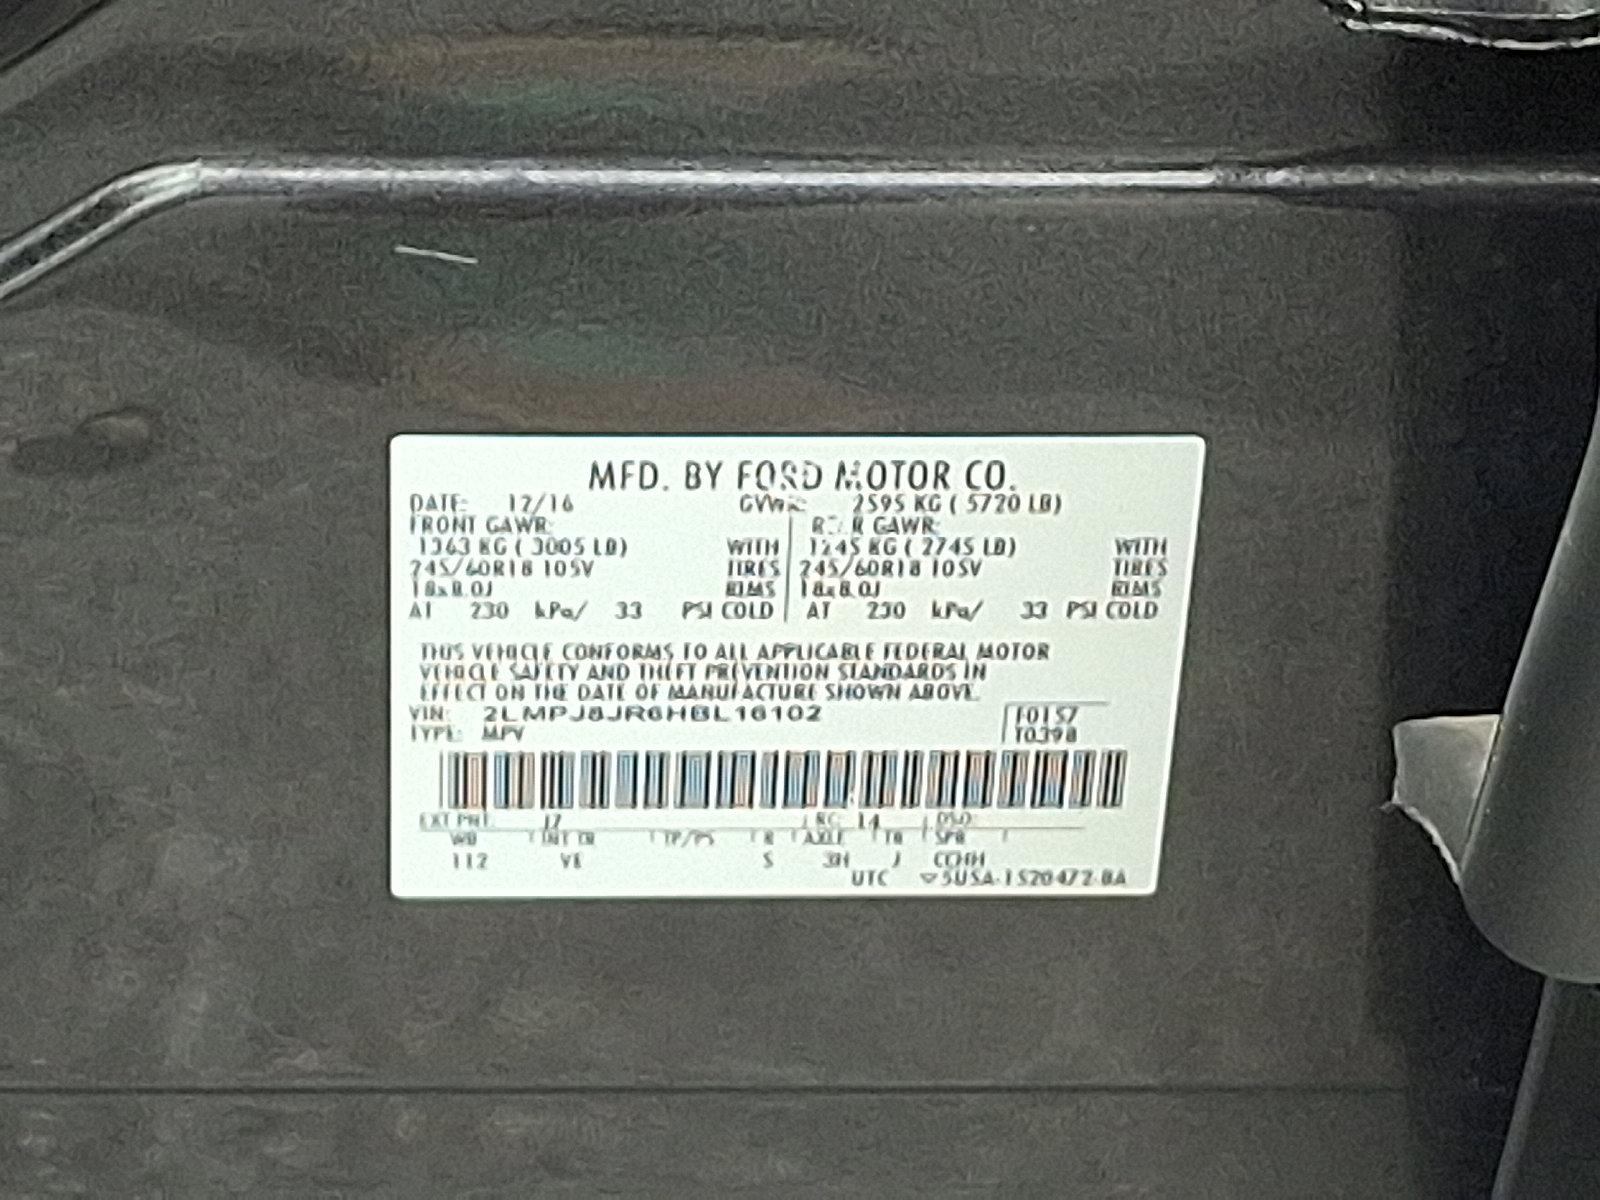 MFD. BY FORD MOTOR CO.
DATE: 12/16 GVWR: 2595 KG ( 5720 LB)
FRONT GAWR: REAR GAWR:
1363 KG ( 3005 LB) WITH 1245 KG ( 2745 LB) WITH
245/60R18 105V TIRES 245/60R18 105V TIRES
18x8.0J RIMS 18x8.0J RIMS
AT 230 kPa/ 33 PSI COLD AT 230 kPa/ 33 PSI COLD
THIS VEHICLE CONFORMS TO ALL APPLICABLE FEDERAL MOTOR
VEHICLE SAFETY AND THEFT PREVENTION STANDARDS IN
EFFECT ON THE DATE OF MANUFACTURE SHOWN ABOVE.
VIN: 2LMPJ8JR6HBL16102 F0157
TYPE: MPV T0398
EXT PNT: J7 RC: 14 DSO:
WB INT TR TP/PS R AXLE TR SPR
112 VE S 3H J CCHH
UTC ▽5USA-1520472-BA